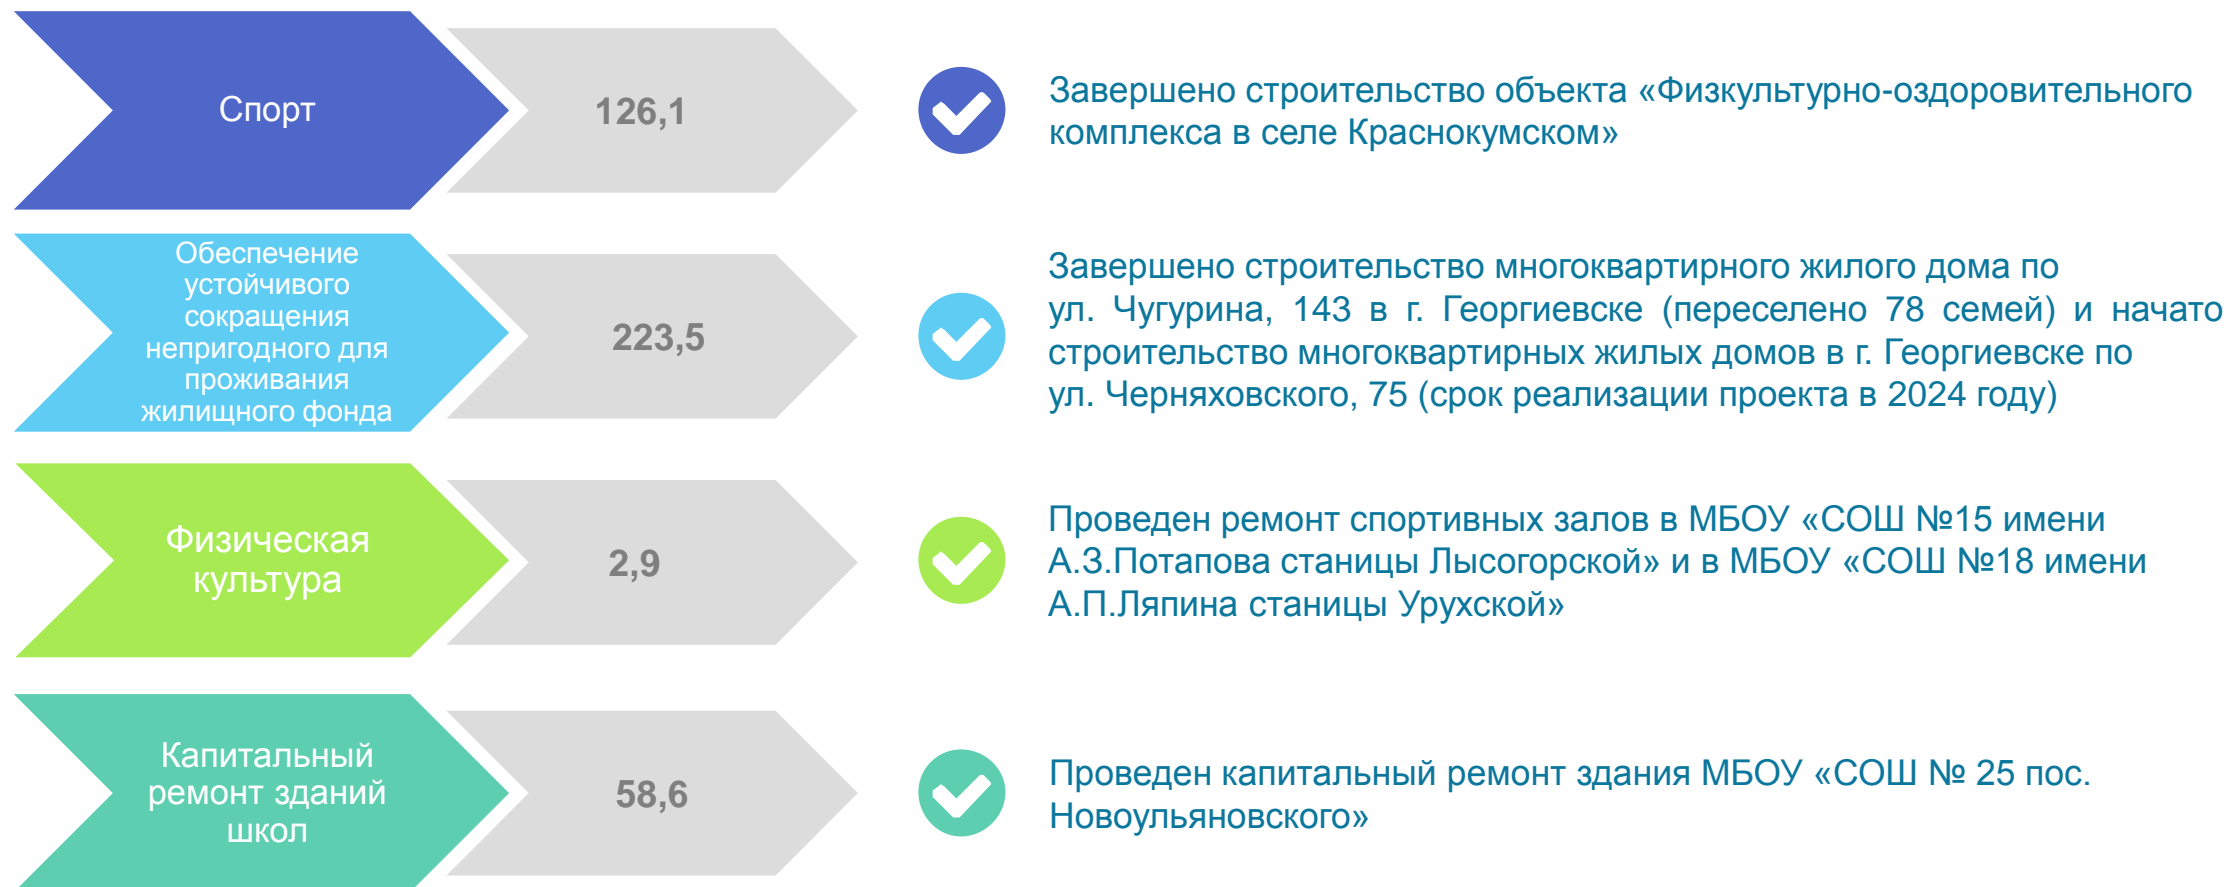 Спорт
126,1
Завершено строительство объекта «Физкультурно-оздоровительного
комплекса в селе Краснокумском»
Обеспечение
устойчивого
сокращения
непригодного для
проживания
жилищного фонда
223,5
Завершено строительство многоквартирного жилого дома по
ул. Чугурина, 143 в г. Георгиевске (переселено 78 семей) и начато
строительство многоквартирных жилых домов в г. Георгиевске по
ул. Черняховского, 75 (срок реализации проекта в 2024 году)
Физическая
культура
2,9
Проведен ремонт спортивных залов в МБОУ «СОШ №15 имени
А.З.Потапова станицы Лысогорской» и в МБОУ «СОШ №18 имени
А.П.Ляпина станицы Урухской»
Капитальный
ремонт зданий
школ
58,6
Проведен капитальный ремонт здания МБОУ «СОШ № 25 пос.
Новоульяновского»